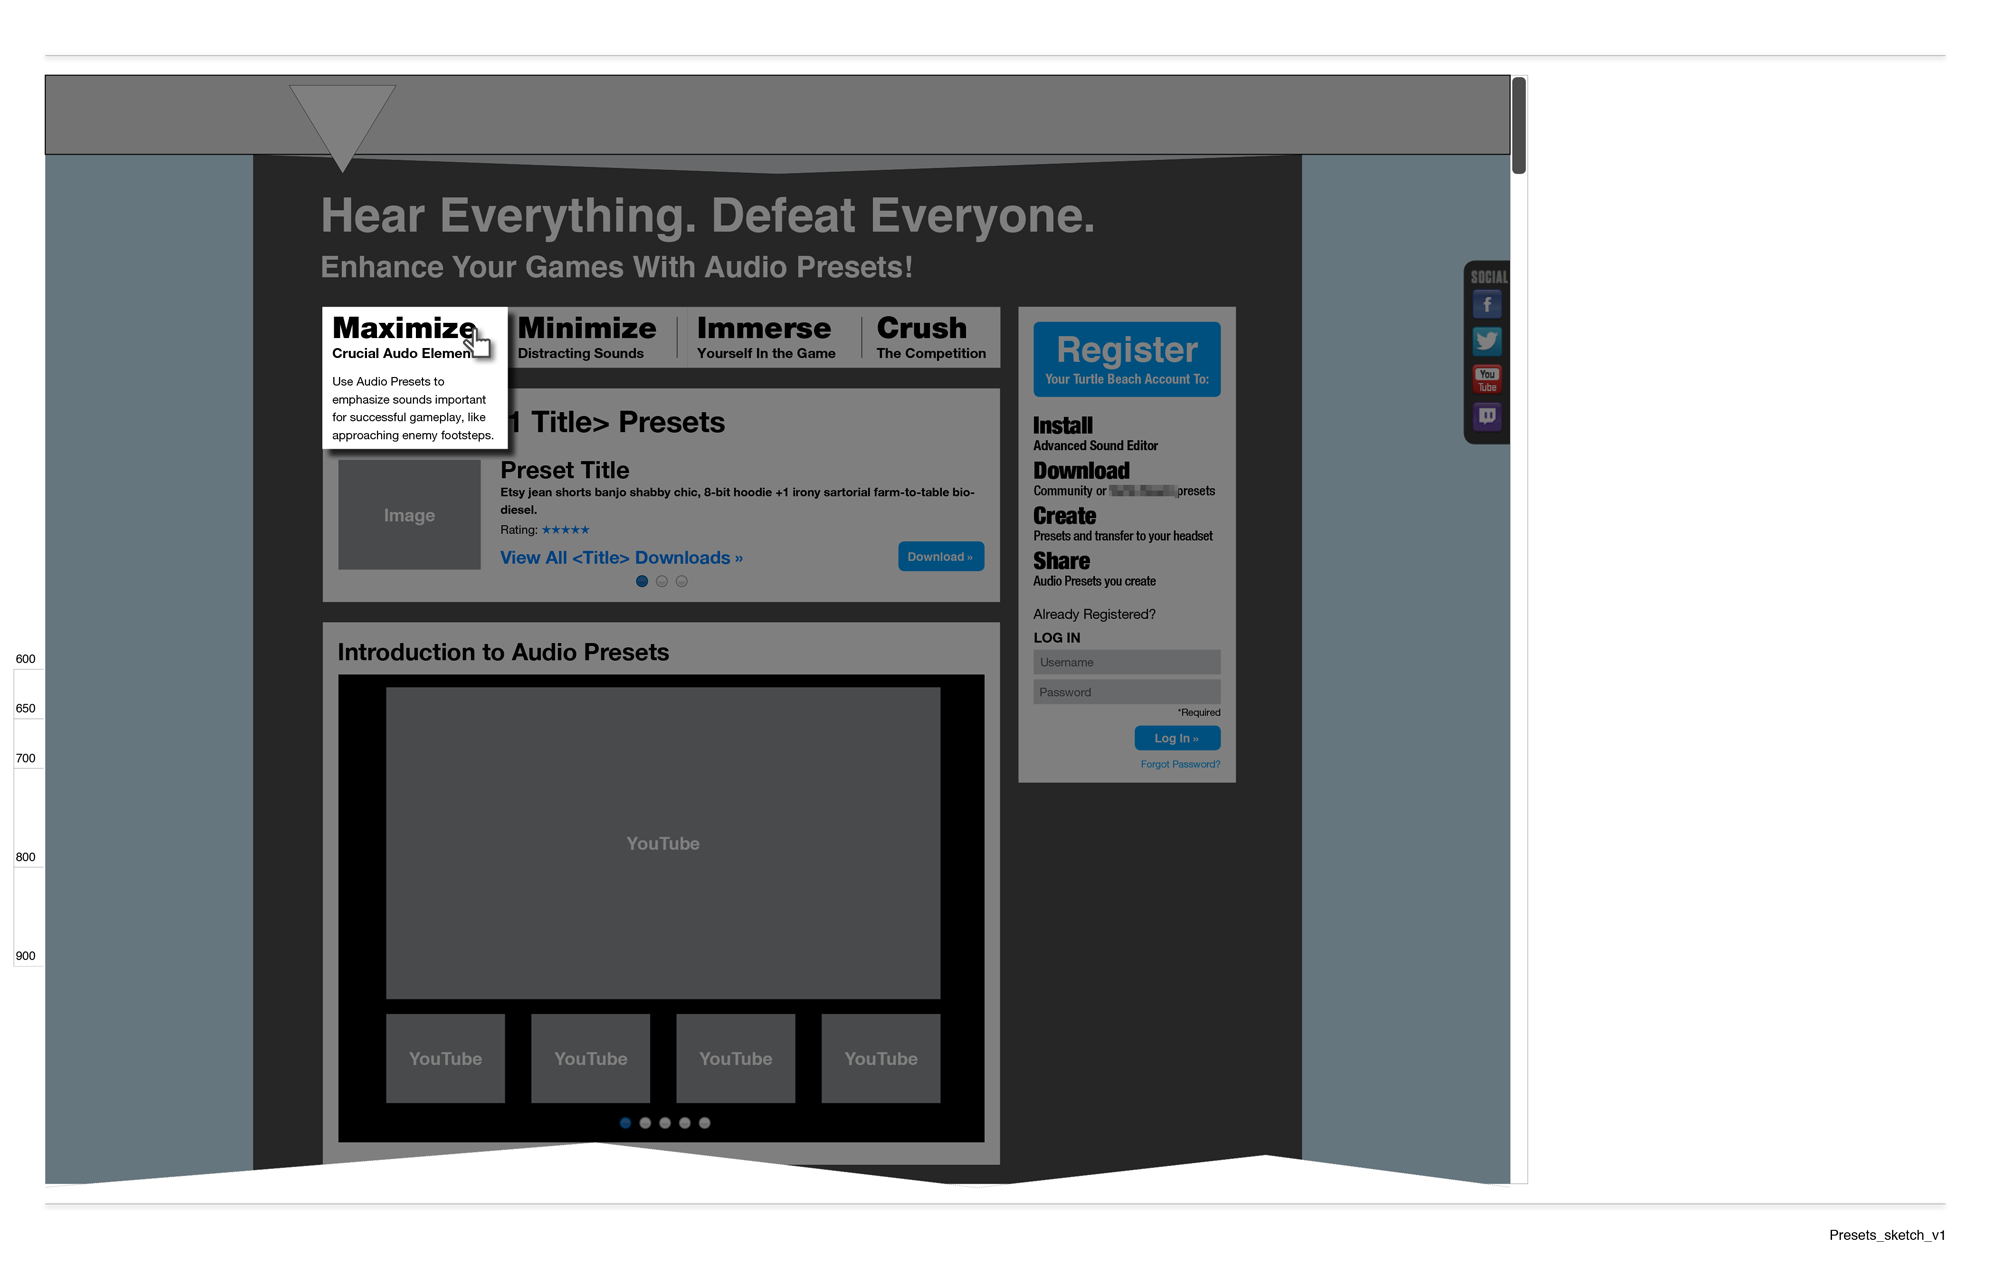 Hear Everything. Defeat Everyone.
Enhance Your Games With Audio Presets!
Maximize
Crucial Audo Elemen
Use Audio Presets to
emphasize sounds important
for successful gameplay, like
approaching enemy footsteps.
Minimize
Distracting Sounds
Immerse
Yourself In the Game
Crush
The Competition
1 Title> Presets
Image
Preset Title
Etsy jean shorts banjo shabby chic, 8-bit hoodie +1 irony sartorial farm-to-table bio-
diesel.
Rating: ★★★★★
View All <Title> Downloads »
Download »
Introduction to Audio Presets
YouTube
YouTube
YouTube
YouTube
YouTube
Register
Your Turtle Beach Account To:
Install
Advanced Sound Editor
Download
Community or presets
Create
Presets and transfer to your headset
Share
Audio Presets you create
Already Registered?
LOG IN
Username
Password
*Required
Log In »
Forgot Password?
SOCIAL
f
You
Tube
600
650
700
800
900
Presets_sketch_v1